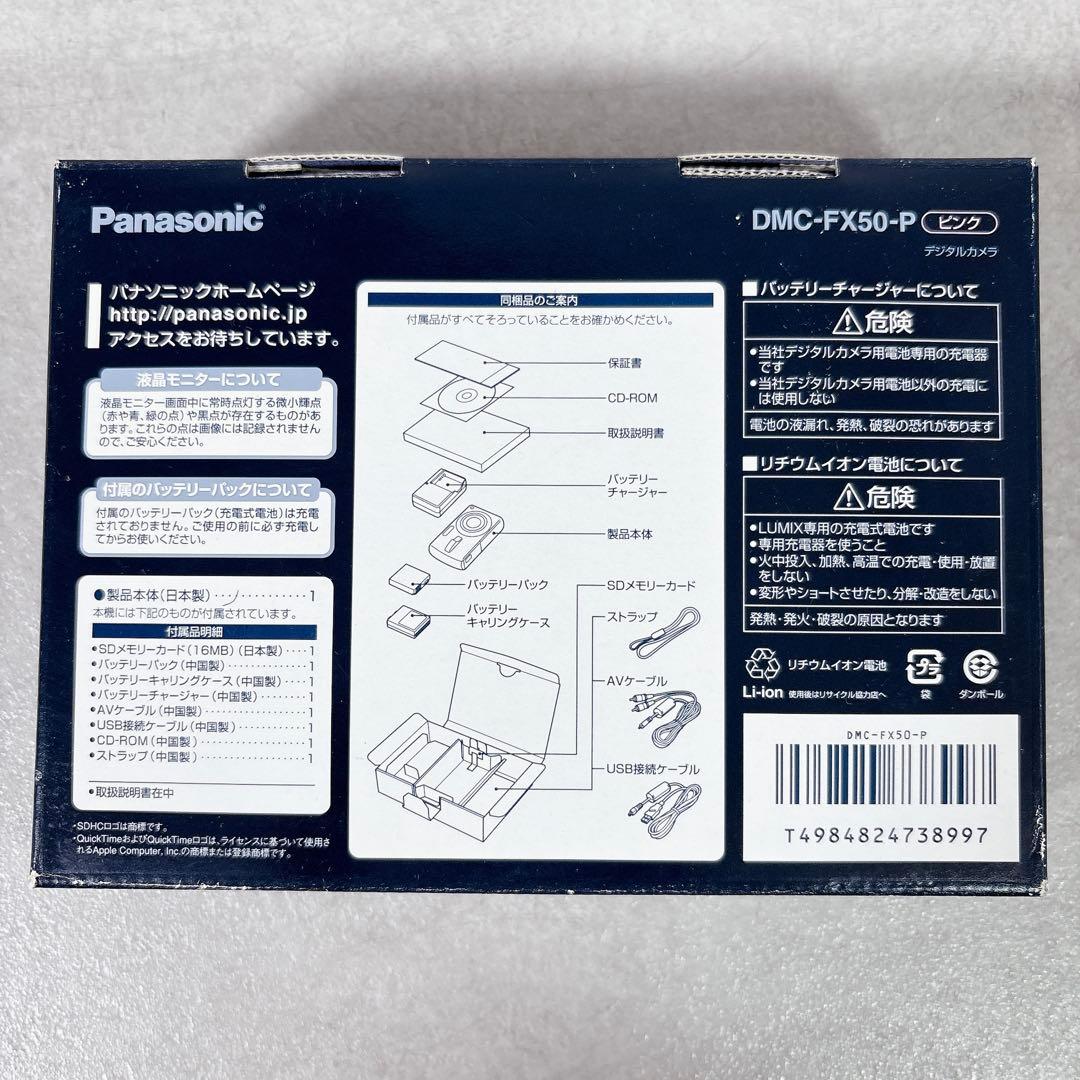 Panasonic®
DMC-FX50-P ピンク
デジタルカメラ
パナソニックホームページ
http://panasonic.jp
アクセスをお待ちしています。
液晶モニターについて
液晶モニター画面中に常時点灯する微小輝点
(赤や青、緑の点)や黒点が存在するものがあ
ります。これらの点は画像には記録されません
ので、ご安心ください。
付属のバッテリーパックについて
付属のバッテリーパック(充電式電池)は充電
されておりません。ご使用の前に必ず充電し
てからお使いください。
●製品本体(日本製)‥‥‥‥‥‥1
本機には下記のものが付属されています。
付属品明細
●SDメモリーカード(16MB)(日本製)‥‥1
●バッテリーパック(中国製)‥‥‥‥‥1
●バッテリーキャリングケース(中国製)‥‥1
●バッテリーチャージャー(中国製)‥‥‥1
●AVケーブル(中国製)‥‥‥‥‥‥1
●USB接続ケーブル(中国製)‥‥‥‥1
●CD-ROM(中国製)‥‥‥‥‥‥‥1
●ストラップ(中国製)‥‥‥‥‥‥‥1
●取扱説明書在中
・SDHCロゴは商標です。
・QuickTimeおよびQuickTimeロゴは、ライセンスに基づいて使用さ
れるApple Computer, Inc.の商標または登録商標です。
同梱品のご案内
付属品がすべてそろっていることをお確かめください。
保証書
CD-ROM
取扱説明書
バッテリー
チャージャー
製品本体
バッテリーパック
SDメモリーカード
バッテリー
キャリングケース
ストラップ
AVケーブル
USB接続ケーブル
■バッテリーチャージャーについて
⚠危険
●当社デジタルカメラ用電池専用の充電器
です
●当社デジタルカメラ用電池以外の充電に
は使用しない
電池の液漏れ、発熱、破裂の恐れがあります
■リチウムイオン電池について
⚠危険
●LUMIX専用の充電式電池です
●専用充電器を使うこと
●火中投入、加熱、高温での充電・使用・放置
をしない
●変形やショートさせたり、分解・改造をしない
発熱・発火・破裂の原因となります
リチウムイオン電池
Li-ion 使用後はリサイクル協力店へ
プラ
袋
ダンボール
DMC-FX50-P
T4984824738997